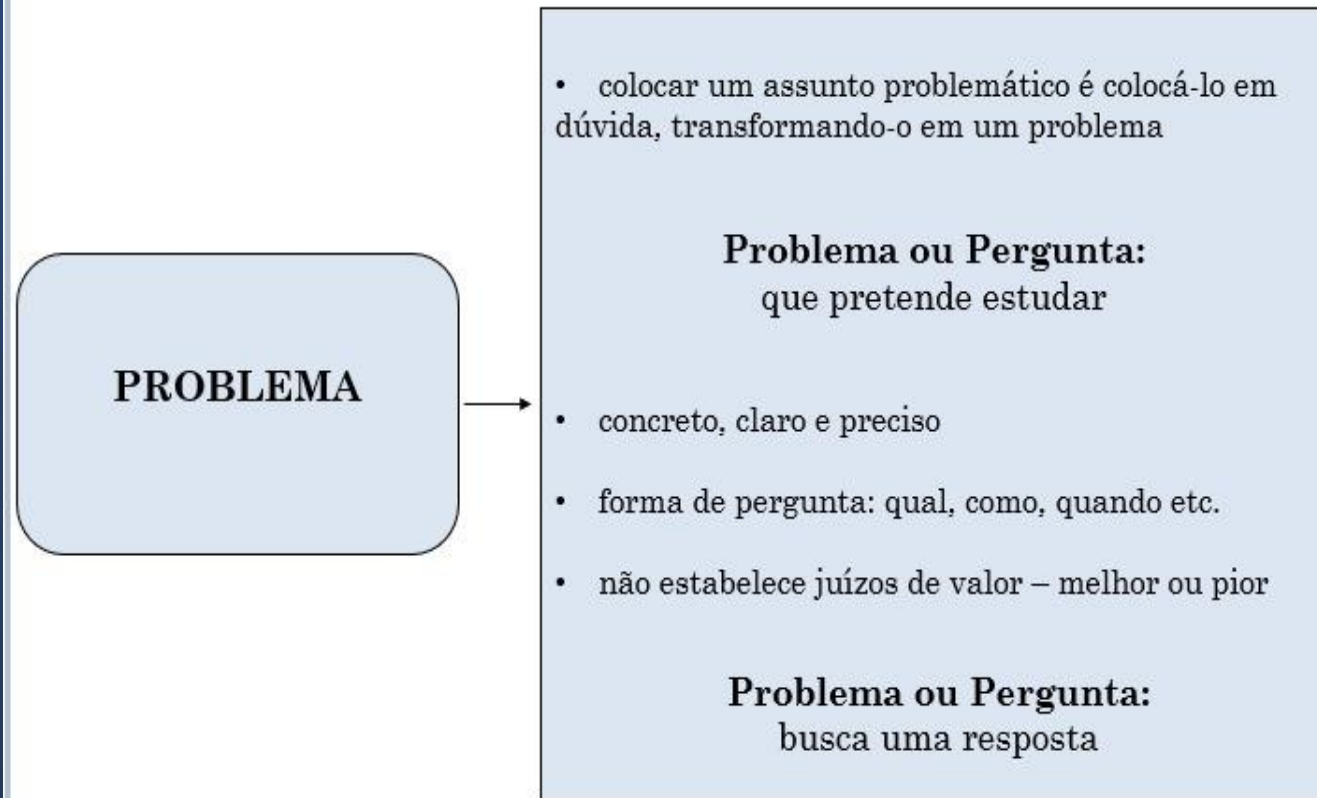 PROBLEMA
• colocar um assunto problemático é colocá-lo em
dúvida, transformando-o em um problema
Problema ou Pergunta:
que pretende estudar
• concreto, claro e preciso
• forma de pergunta: qual, como, quando etc.
• não estabelece juízos de valor – melhor ou pior
Problema ou Pergunta:
busca uma resposta